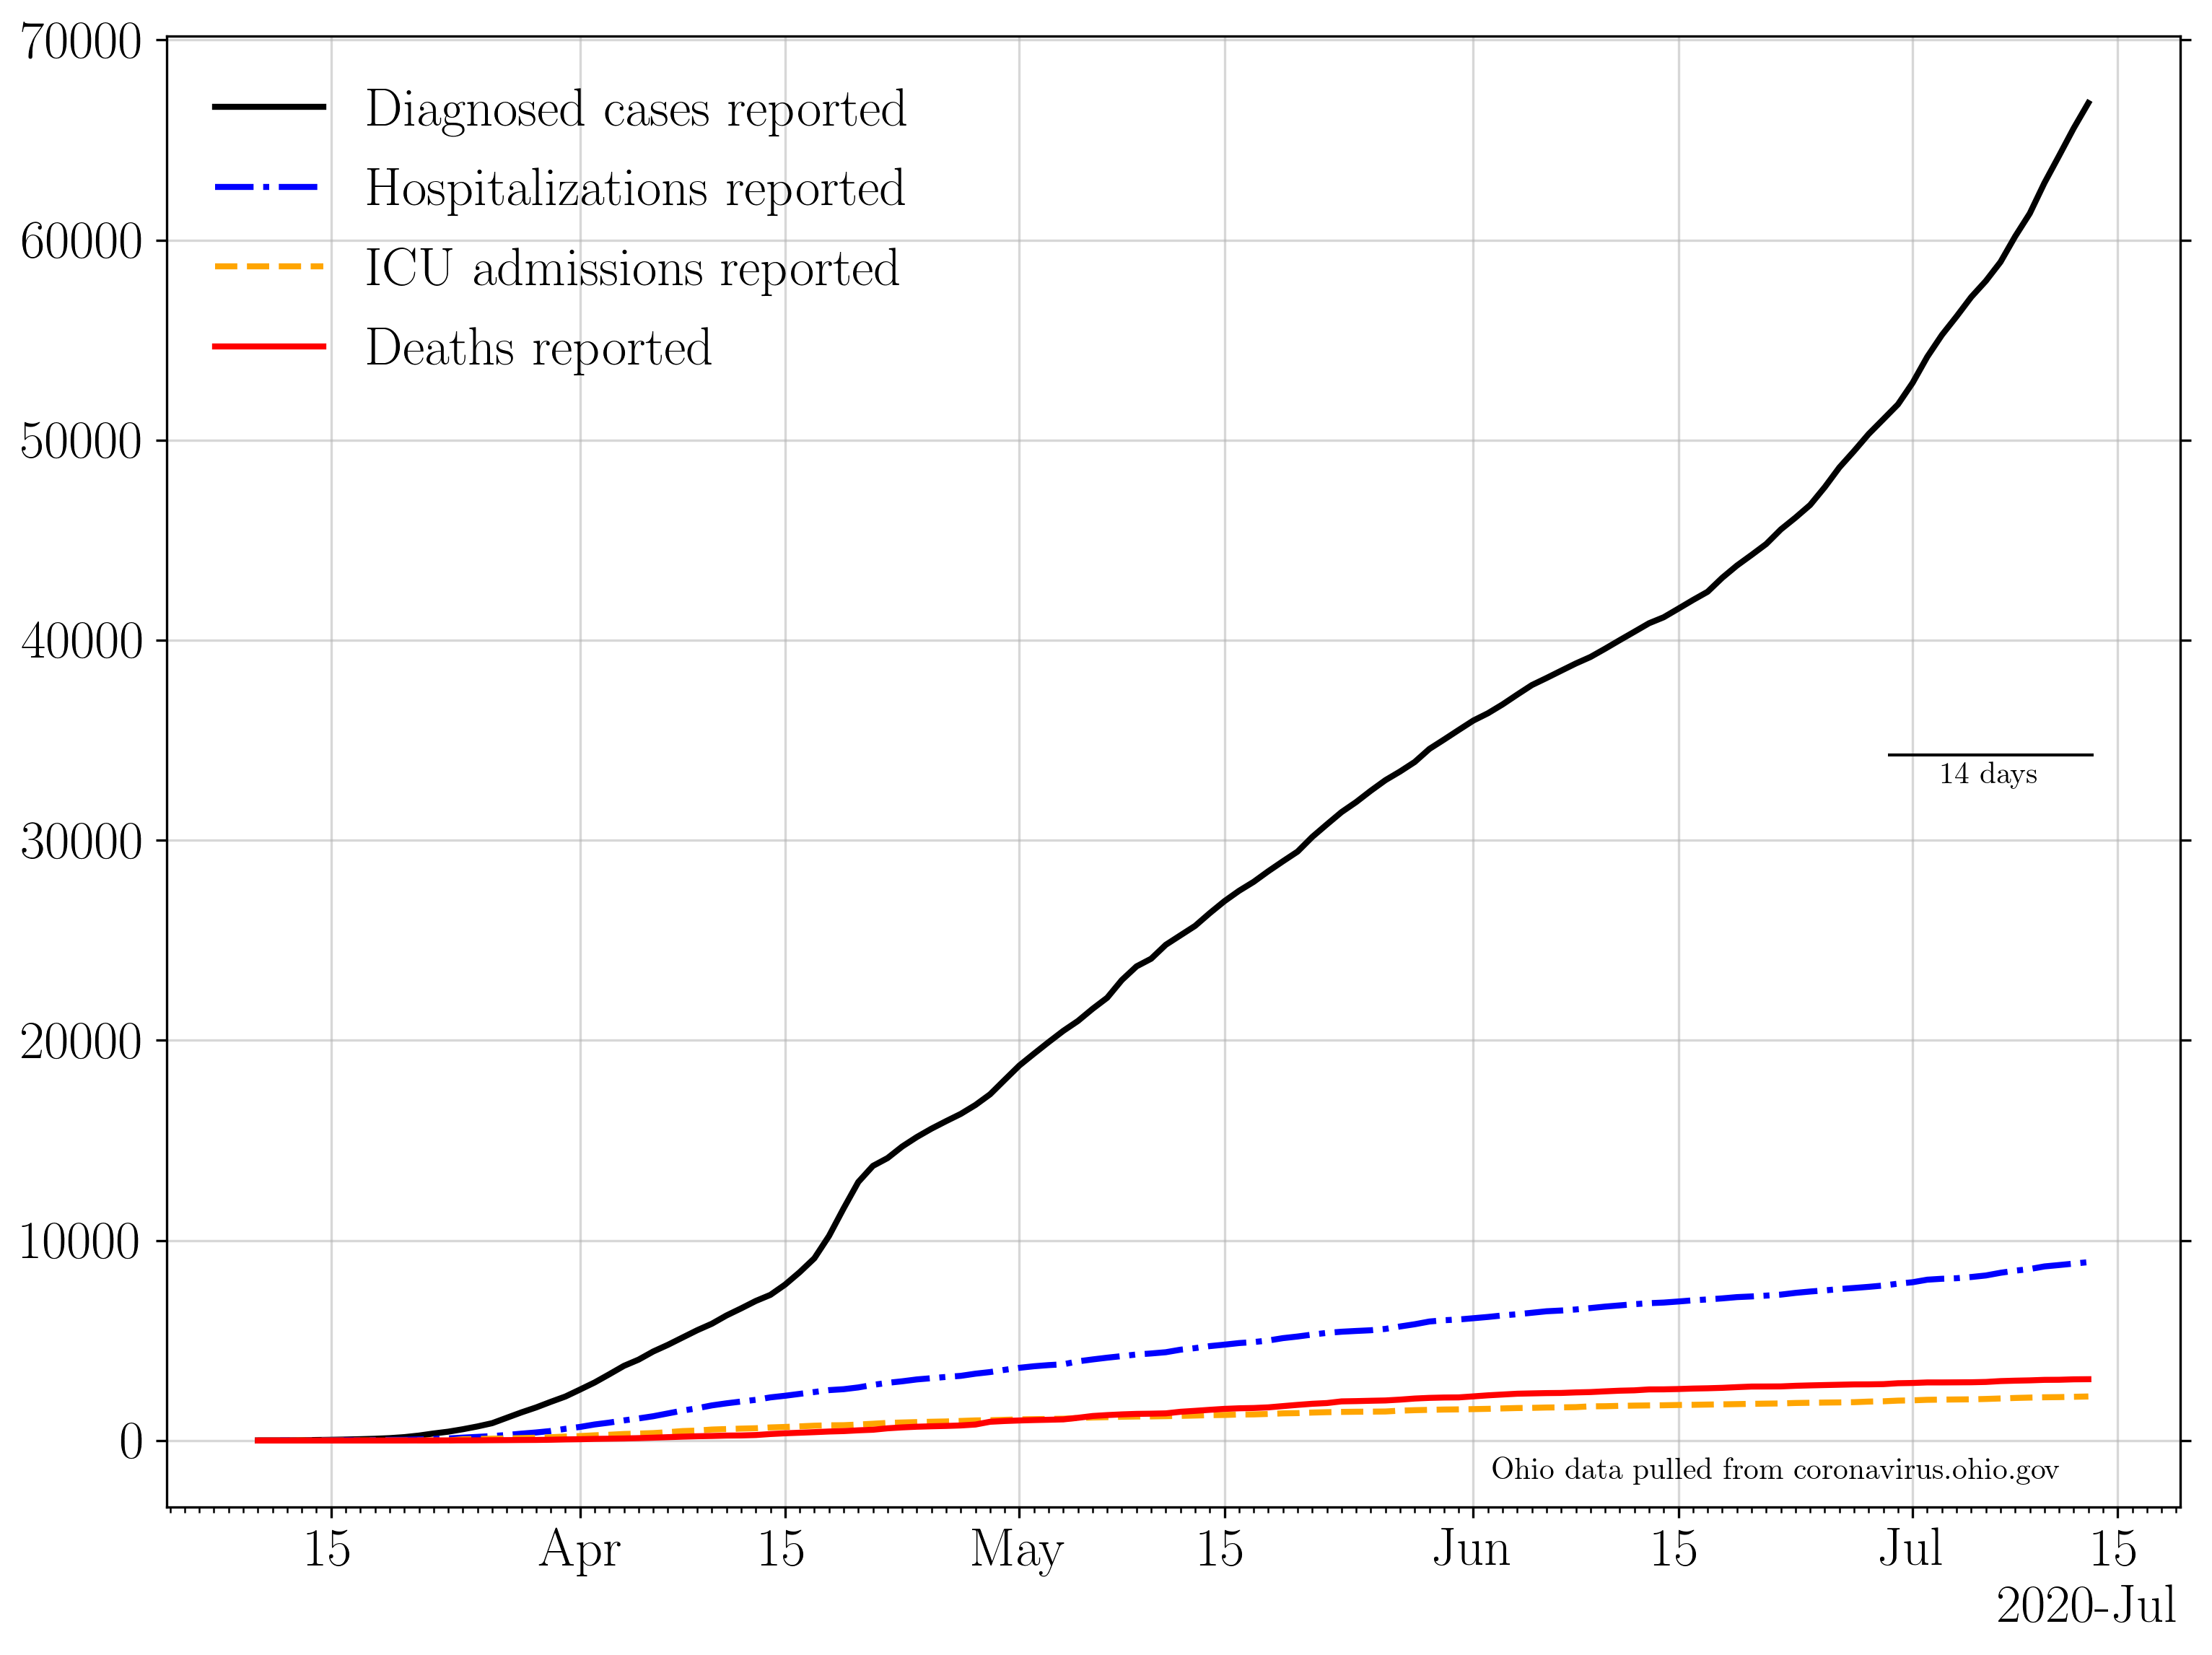 70000
60000
50000
40000
30000
20000
10000
0
Diagnosed cases reported
Hospitalizations reported
ICU admissions reported
Deaths reported
14 days
Ohio data pulled from coronavirus.ohio.gov
15 Apr 15 May 15 Jun 15 Jul 15
2020-Jul